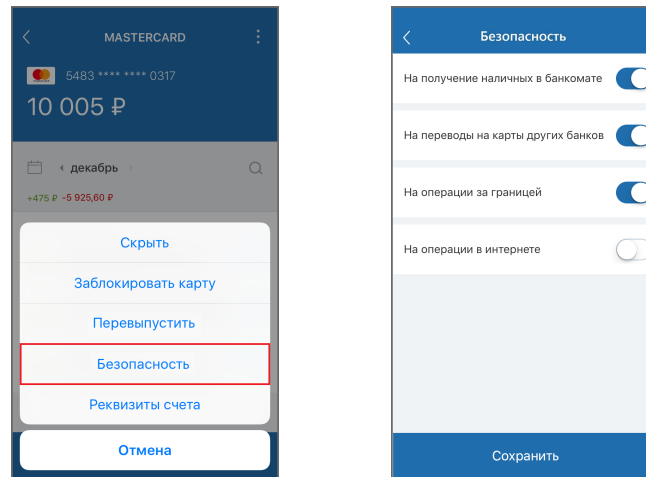 MASTERCARD
5483 **** **** 0317
10 005 ₽
декабрь
+475 ₽ -5 925,60 ₽
Скрыть
Заблокировать карту
Перевыпустить
Безопасность
Реквизиты счета
Отмена
Безопасность
На получение наличных в банкомате
На переводы на карты других банков
На операции за границей
На операции в интернете
Сохранить